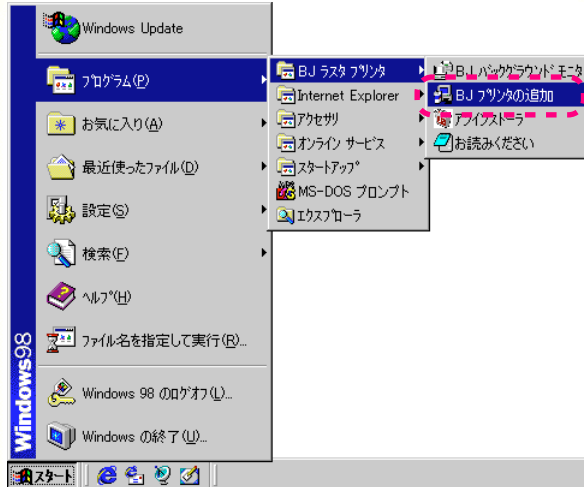 Windows Update
プログラム(P)
お気に入り(A)
最近使ったファイル(D)
設定(S)
検索(F)
ヘルプ(H)
ファイル名を指定して実行(R)...
Windows 98 のログオフ(L)...
Windows の終了(U)...
Windows98
スタート
BJ ラスタ プリンタ
Internet Explorer
アクセサリ
オンライン サービス
スタートアップ
MS-DOS プロンプト
エクスプローラ
BJ バックグラウンド モニタ
BJ プリンタの追加
アンインストーラ
お読みください